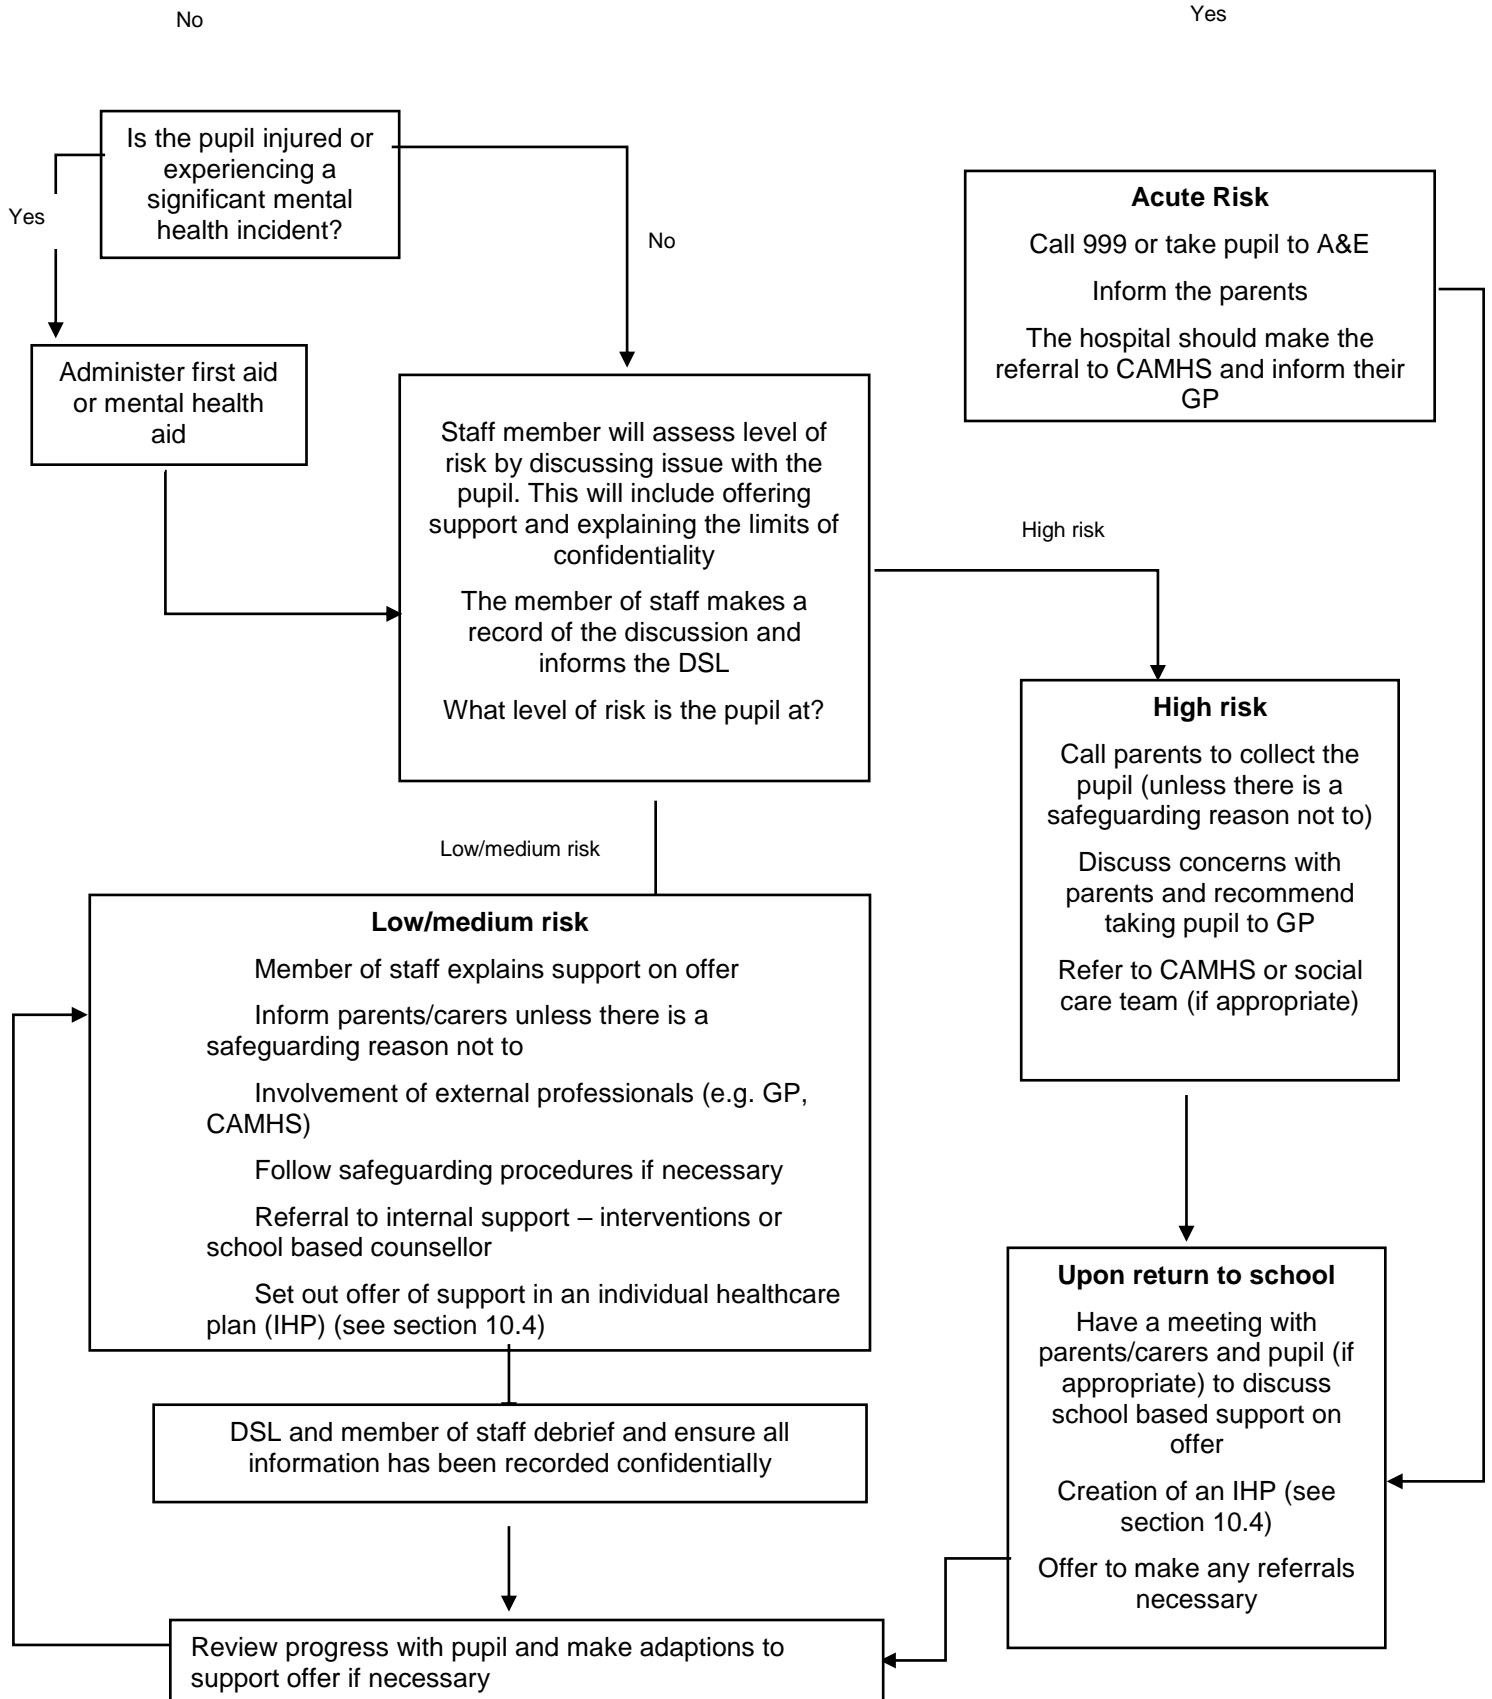 No
Yes
Is the pupil injured or
experiencing a
significant mental
health incident?
Yes
No
Acute Risk
Call 999 or take pupil to A&E
Inform the parents
The hospital should make the
referral to CAMHS and inform their
GP
Administer first aid
or mental health
aid
Staff member will assess level of
risk by discussing issue with the
pupil. This will include offering
support and explaining the limits of
confidentiality
The member of staff makes a
record of the discussion and
informs the DSL
What level of risk is the pupil at?
High risk
High risk
Call parents to collect the
pupil (unless there is a
safeguarding reason not to)
Discuss concerns with
parents and recommend
taking pupil to GP
Refer to CAMHS or social
care team (if appropriate)
Low/medium risk
Low/medium risk
Member of staff explains support on offer
Inform parents/carers unless there is a
safeguarding reason not to
Involvement of external professionals (e.g. GP,
CAMHS)
Follow safeguarding procedures if necessary
Referral to internal support – interventions or
school based counsellor
Set out offer of support in an individual healthcare
plan (IHP) (see section 10.4)
Upon return to school
Have a meeting with
parents/carers and pupil (if
appropriate) to discuss
school based support on
offer
Creation of an IHP (see
section 10.4)
Offer to make any referrals
necessary
DSL and member of staff debrief and ensure all
information has been recorded confidentially
Review progress with pupil and make adaptions to
support offer if necessary